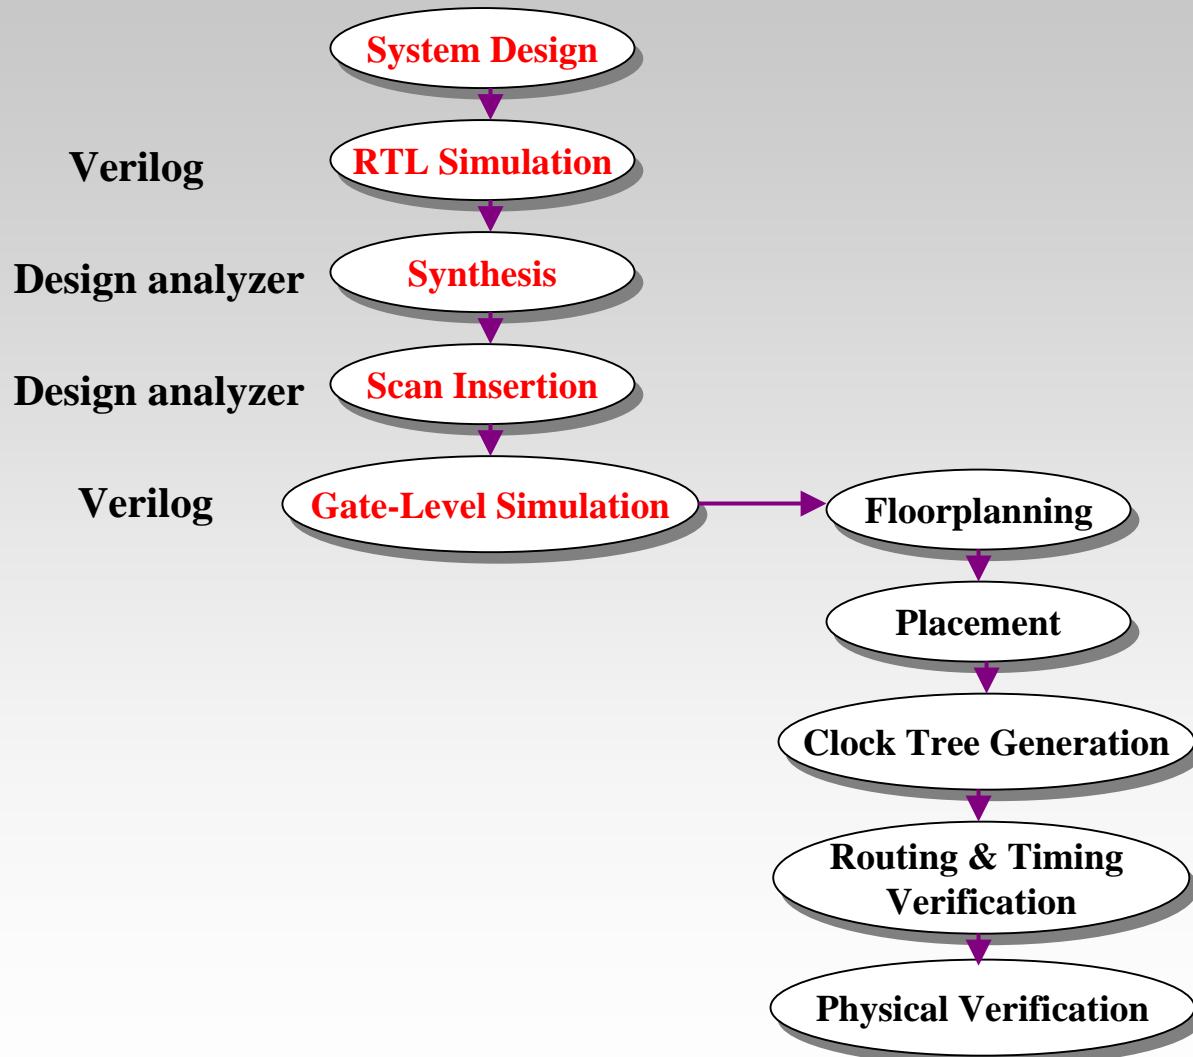 System Design
Verilog
RTL Simulation
Design analyzer
Synthesis
Design analyzer
Scan Insertion
Verilog
Gate-Level Simulation
Floorplanning
Placement
Clock Tree Generation
Routing & Timing
Verification
Physical Verification